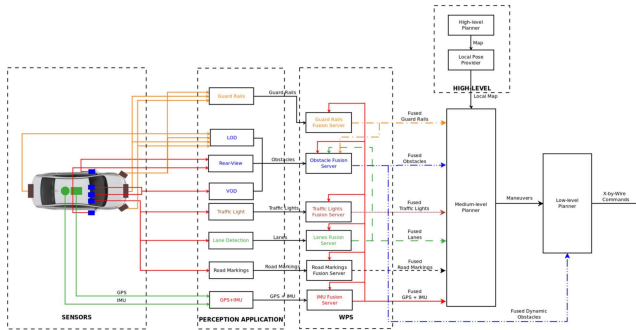 High-level
Planner
Map
Local Pose
Provider
HIGH-LEVEL
Local Map
Guard Rails
Guard Rails
Guard Rails
Fusion Server
Fused
Guard Rails
LOD
Rear-View
Obstacles
Obstacle Fusion
Server
Fused
Obstacles
VOD
Traffic Light
Traffic Lights
Traffic Lights
Fusion Server
Fused
Traffic Lights
Medium-level
Planner
Maneuvers
Low-level
Planner
X-by-Wire
Commands
Lane Detection
Lanes
Lanes Fusion
Server
Fused
Lanes
Road Markings
Road Markings
Road Markings
Fusion Server
Fused
Road Markings
GPS
IMU
GPS+IMU
GPS + IMU
IMU Fusion
Server
Fused
GPS + IMU
Fused Dynamic
Obstacles
SENSORS
PERCEPTION APPLICATION
WPS